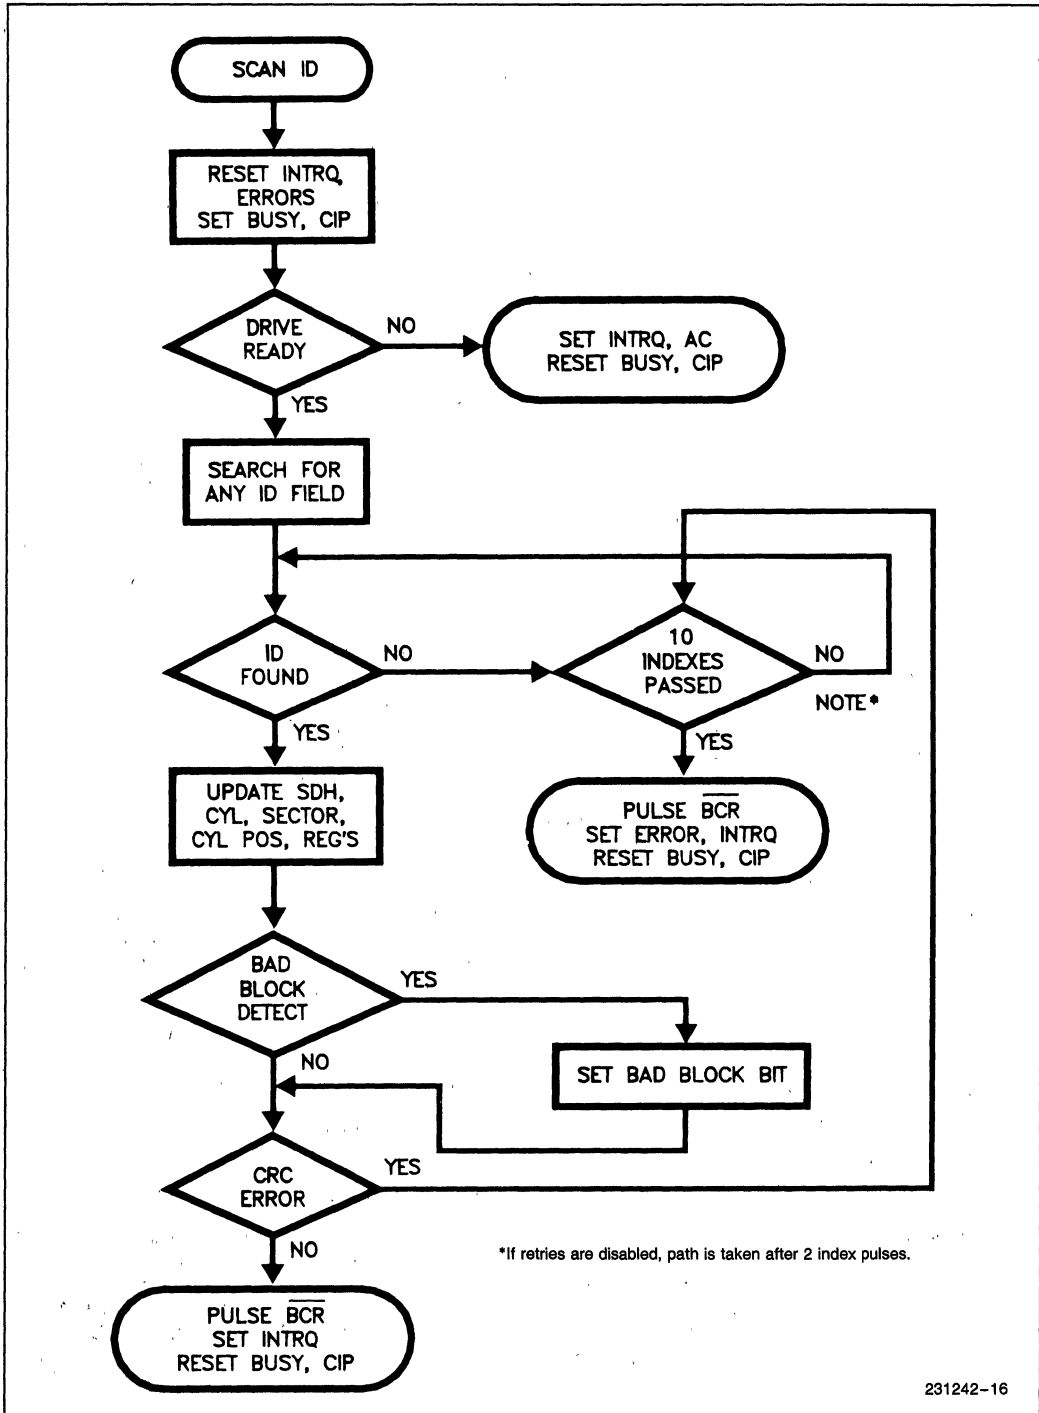 SCAN ID
RESET INTRQ,
ERRORS
SET BUSY, CIP
DRIVE
READY
NO
SET INTRQ, AC
RESET BUSY, CIP
YES
SEARCH FOR
ANY ID FIELD
ID
FOUND
NO
10
INDEXES
PASSED
NO
NOTE*
YES
YES
UPDATE SDH,
CYL, SECTOR,
CYL POS, REG'S
PULSE B̅C̅R̅
SET ERROR, INTRQ
RESET BUSY, CIP
BAD
BLOCK
DETECT
YES
NO
SET BAD BLOCK BIT
CRC
ERROR
YES
NO
*If retries are disabled, path is taken after 2 index pulses.
PULSE B̅C̅R̅
SET INTRQ
RESET BUSY, CIP
231242-16